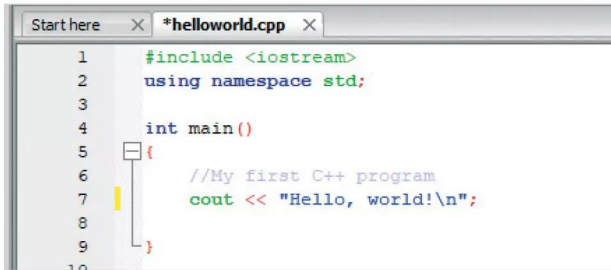 Start here *helloworld.cpp
1 #include <iostream>
2 using namespace std;
3
4 int main()
5 {
6 //My first C++ program
7 cout << "Hello, world!\n";
8
9 }
10